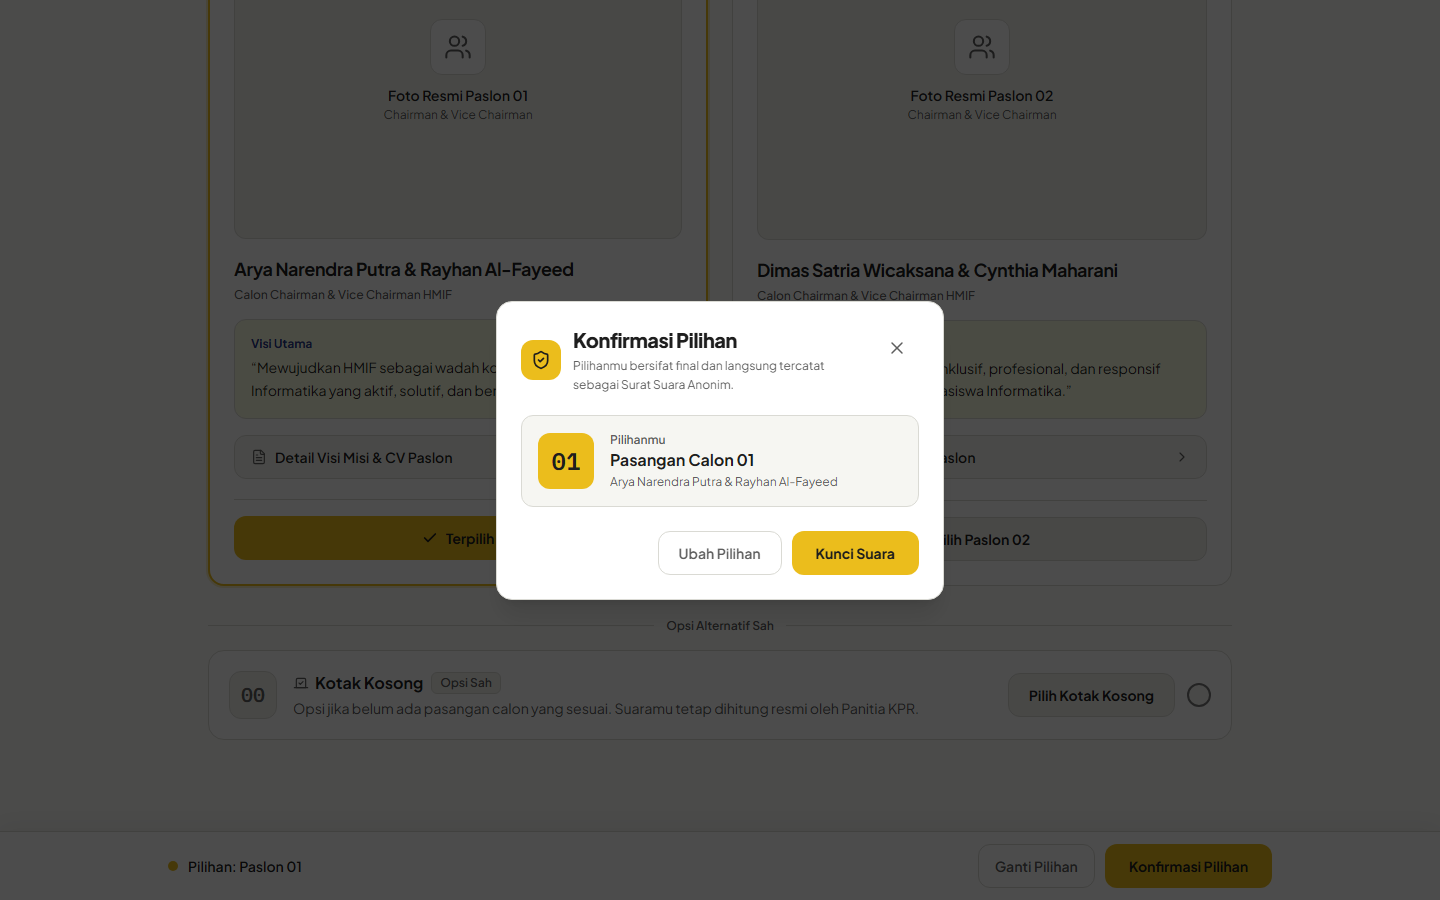 Foto Resmi Paslon 01
Chairman & Vice Chairman
Foto Resmi Paslon 02
Chairman & Vice Chairman
Arya Narendra Putra & Rayhan Al-Fayeed
Calon Chairman & Vice Chairman HMIF
Dimas Satria Wicaksana & Cynthia Maharani
Calon Chairman & Vice Chairman HMIF
Visi Utama
"Mewujudkan HMIF sebagai wadah
Informatika yang aktif, solutif, dan
profesional, dan responsif
Informatika."
Detail Visi Misi & CV Paslon
Terpilih
Paslon 02
Konfirmasi Pilihan
Pilihanmu bersifat final dan langsung tercatat
sebagai Surat Suara Anonim.
01
Pilihanmu
Pasangan Calon 01
Arya Narendra Putra & Rayhan Al-Fayeed
Ubah Pilihan
Kunci Suara
Opsi Alternatif Sah
00
Kotak Kosong
Opsi Sah
Opsi jika belum ada pasangan calon yang sesuai. Suaramu tetap dihitung resmi oleh Panitia KPR.
Pilih Kotak Kosong
Pilihan: Paslon 01
Ganti Pilihan
Konfirmasi Pilihan